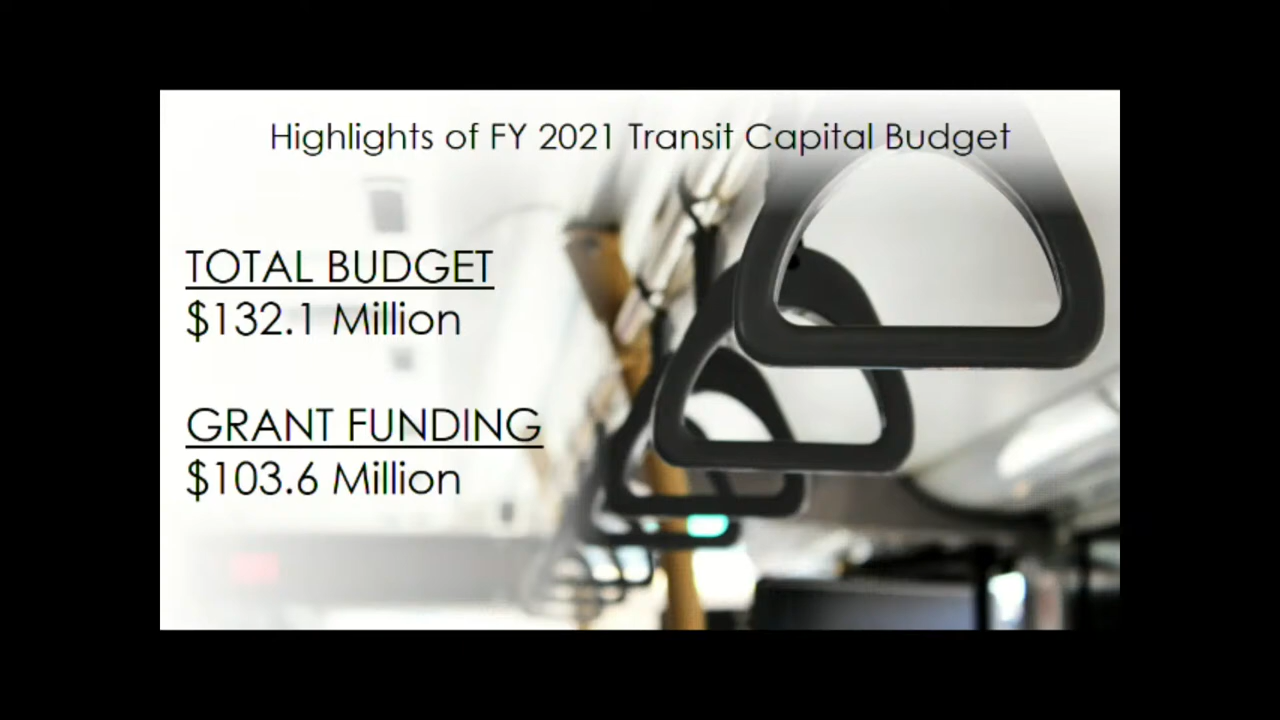 Highlights of FY 2021 Transit Capital Budget
TOTAL BUDGET
$132.1 Million
GRANT FUNDING
$103.6 Million